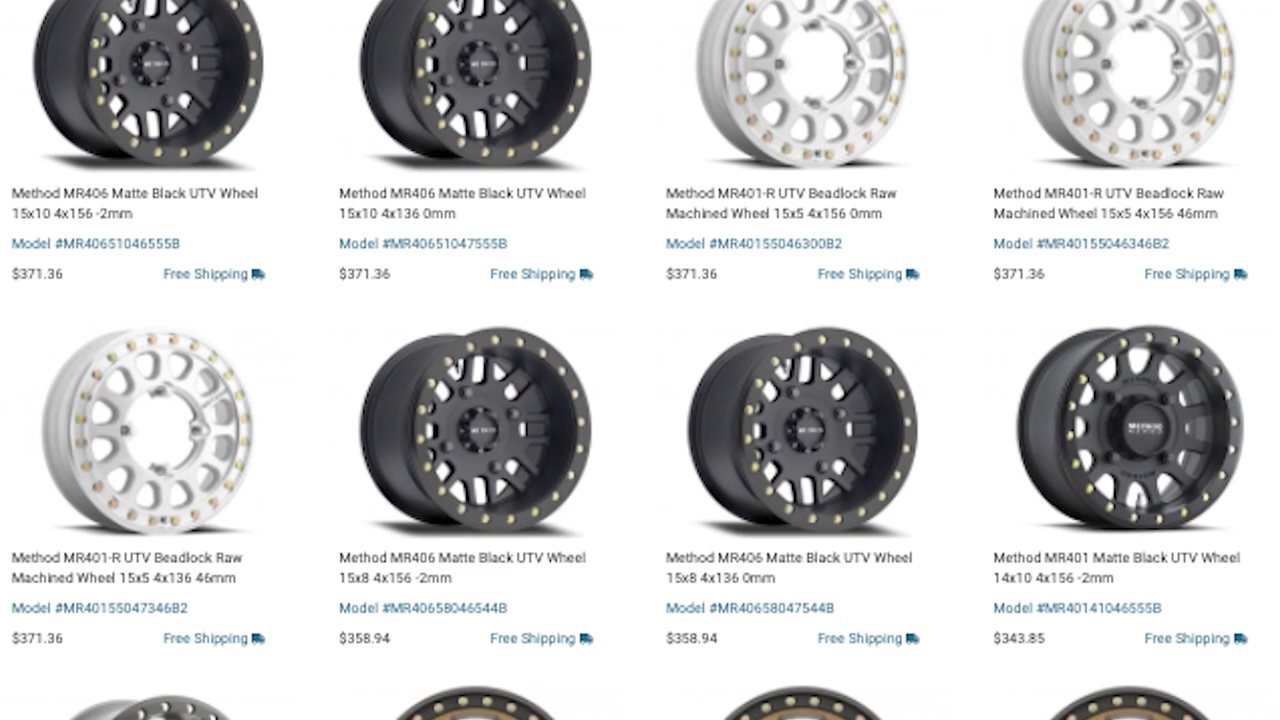 Method MR406 Matte Black UTV Wheel
15x10 4x156 -2mm
Model #MR40651046555B
$371.36 Free Shipping
Method MR406 Matte Black UTV Wheel
15x10 4x136 0mm
Model #MR40651047555B
$371.36 Free Shipping
Method MR401-R UTV Beadlock Raw
Machined Wheel 15x5 4x156 0mm
Model #MR40155046300B2
$371.36 Free Shipping
Method MR401-R UTV Beadlock Raw
Machined Wheel 15x5 4x156 46mm
Model #MR40155046346B2
$371.36 Free Shipping
Method MR401-R UTV Beadlock Raw
Machined Wheel 15x5 4x136 46mm
Model #MR40155047346B2
$371.36 Free Shipping
Method MR406 Matte Black UTV Wheel
15x8 4x156 -2mm
Model #MR40658046544B
$358.94 Free Shipping
Method MR406 Matte Black UTV Wheel
15x8 4x136 0mm
Model #MR40658047544B
$358.94 Free Shipping
METHOD
Method MR401 Matte Black UTV Wheel
14x10 4x156 -2mm
Model #MR40141046555B
$343.85 Free Shipping